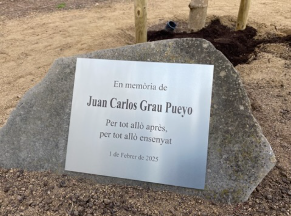 En memòria de
Juan Carlos Grau Pueyo
Per tot allò après,
per tot allò ensenyat
1 de Febrer de 2025